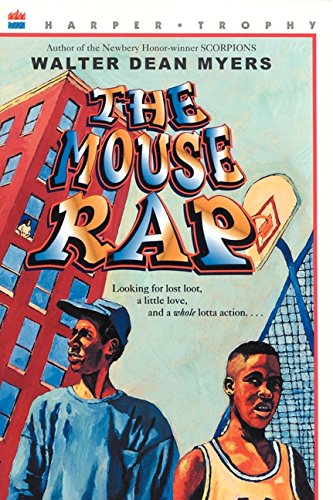 HARPER • TROPHY
Author of the Newbery Honor-winner SCORPIONS
WALTER DEAN MYERS
THE
MOUSE
RAP
Looking for lost loot,
a little love,
and a whole lotta action. . . .